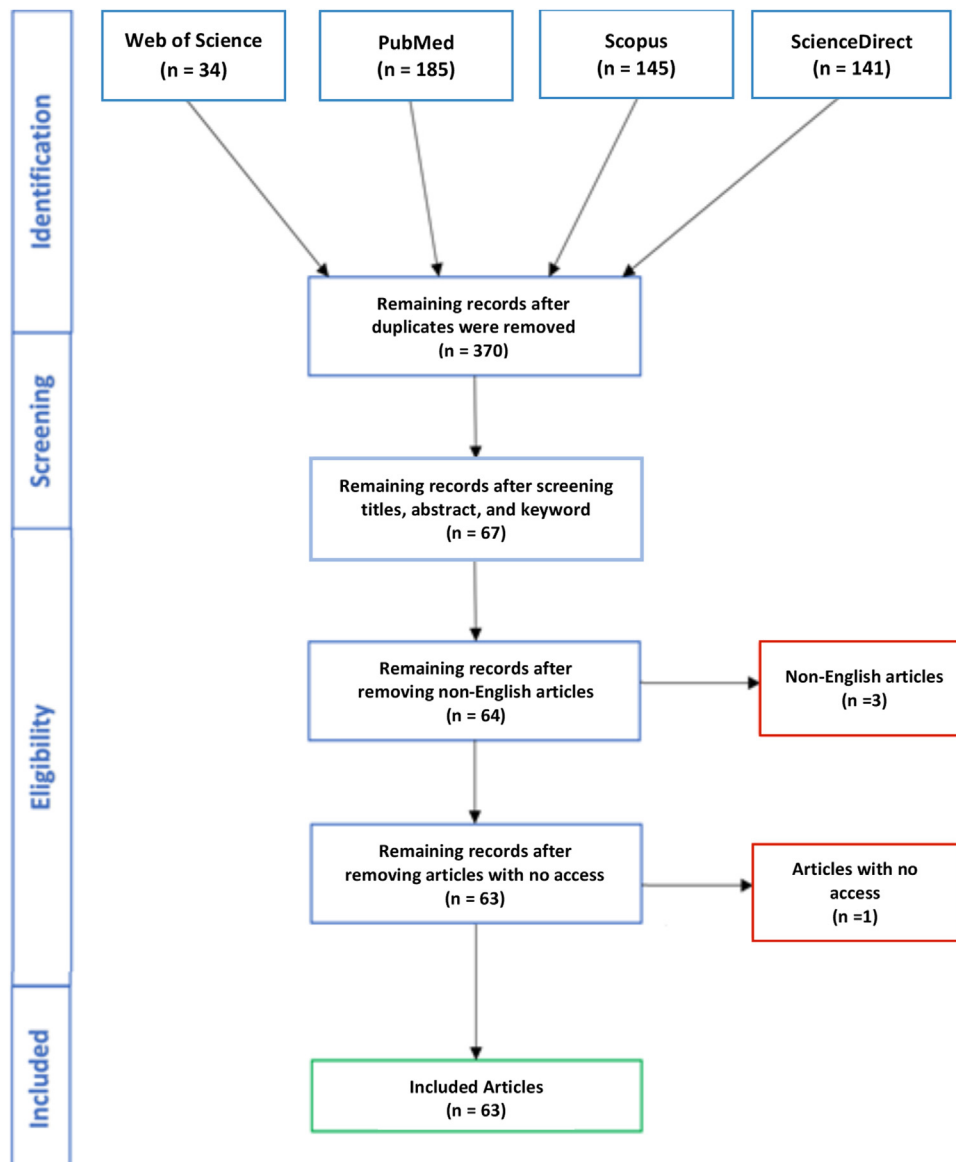 Identification
Web of Science
(n = 34)
PubMed
(n = 185)
Scopus
(n = 145)
ScienceDirect
(n = 141)
Remaining records after
duplicates were removed
(n = 370)
Screening
Remaining records after screening
titles, abstract, and keyword
(n = 67)
Eligibility
Remaining records after
removing non-English articles
(n = 64)
Non-English articles
(n =3)
Remaining records after
removing articles with no access
(n = 63)
Articles with no
access
(n =1)
Included
Included Articles
(n = 63)